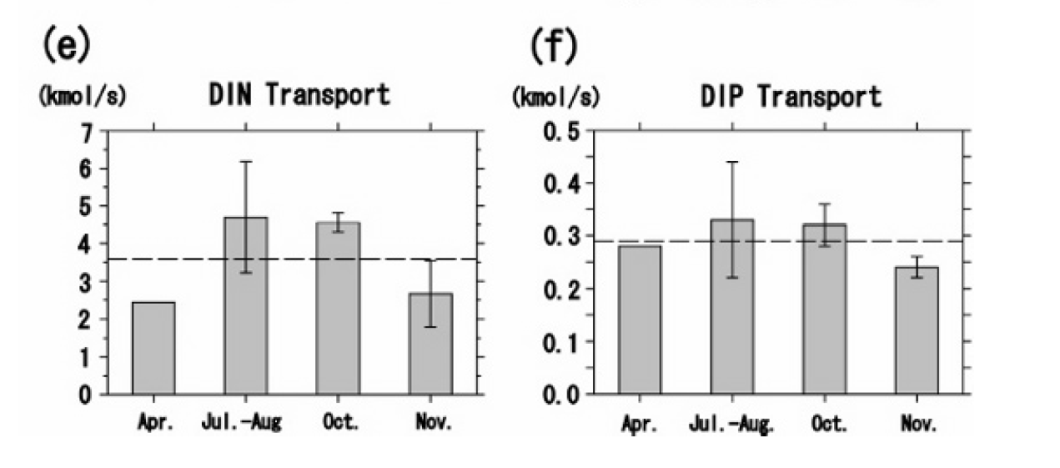 (e)
(kmol/s) DIN Transport
7
6
5
4
3
2
1
0
Apr. Jul.-Aug Oct. Nov.
(f)
(kmol/s) DIP Transport
0.5
0.4
0.3
0.2
0.1
0.0
Apr. Jul.-Aug. Oct. Nov.